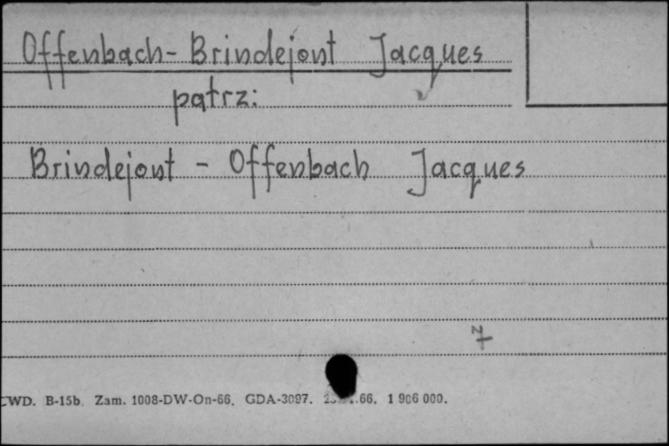 Offenbach-Brindejont Jacques
patrz:
Brindejont - Offenbach Jacques
CWD. B-15b. Zam. 1008-DW-On-66. GDA-3097. 1 906 000.